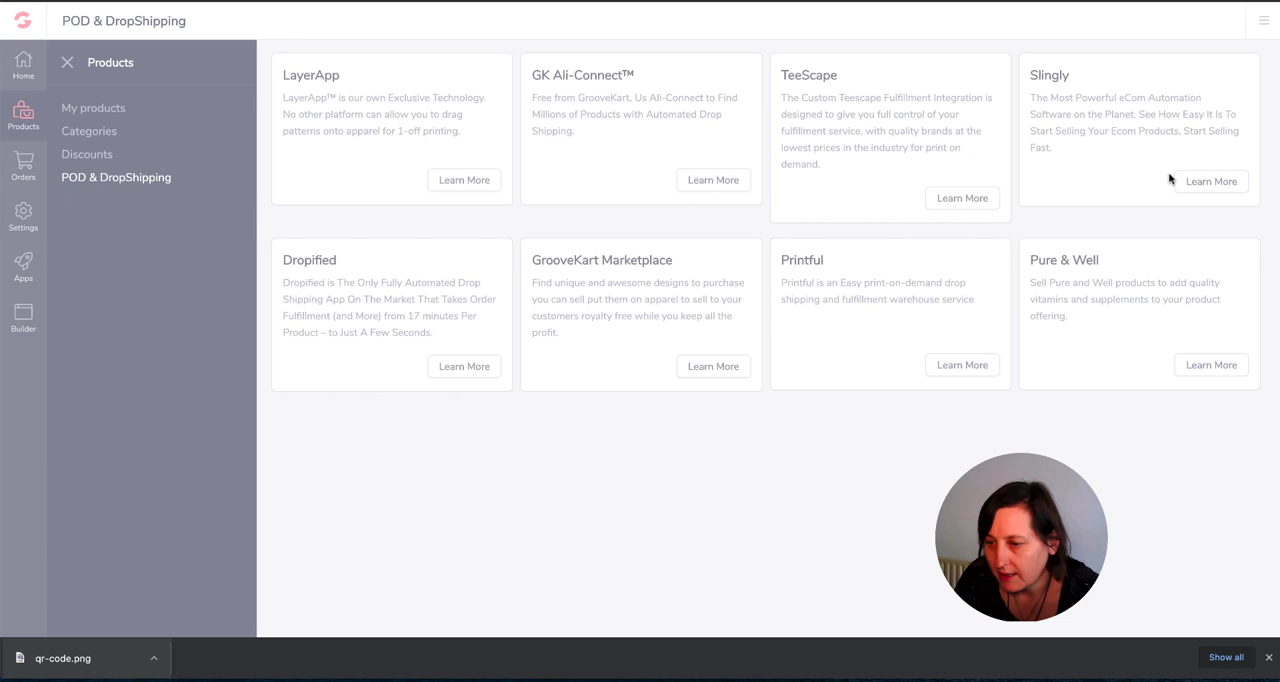 POD & DropShipping
Home
Products
Orders
Settings
Apps
Builder
Products
My products
Categories
Discounts
POD & DropShipping
LayerApp
LayerApp™ is our own Exclusive Technology.
No other platform can allow you to drag
patterns onto apparel for 1-off printing.
Learn More
GK Ali-Connect™
Free from GrooveKart, Us Ali-Connect to Find
Millions of Products with Automated Drop
Shipping.
Learn More
TeeScape
The Custom Teescape Fulfillment Integration is
designed to give you full control of your
fulfillment service, with quality brands at the
lowest prices in the industry for print on
demand.
Learn More
Slingly
The Most Powerful eCom Automation
Software on the Planet. See How Easy It Is To
Start Selling Your Ecom Products. Start Selling
Fast.
Learn More
Dropified
Dropified is The Only Fully Automated Drop
Shipping App On The Market That Takes Order
Fulfillment (and More) from 17 minutes Per
Product – to Just A Few Seconds.
Learn More
GrooveKart Marketplace
Find unique and awesome designs to purchase
you can sell put them on apparel to sell to your
customers royalty free while you keep all the
profit.
Learn More
Printful
Printful is an Easy print-on-demand drop
shipping and fulfillment warehouse service
Learn More
Pure & Well
Sell Pure and Well products to add quality
vitamins and supplements to your product
offering.
Learn More
qr-code.png
Show all